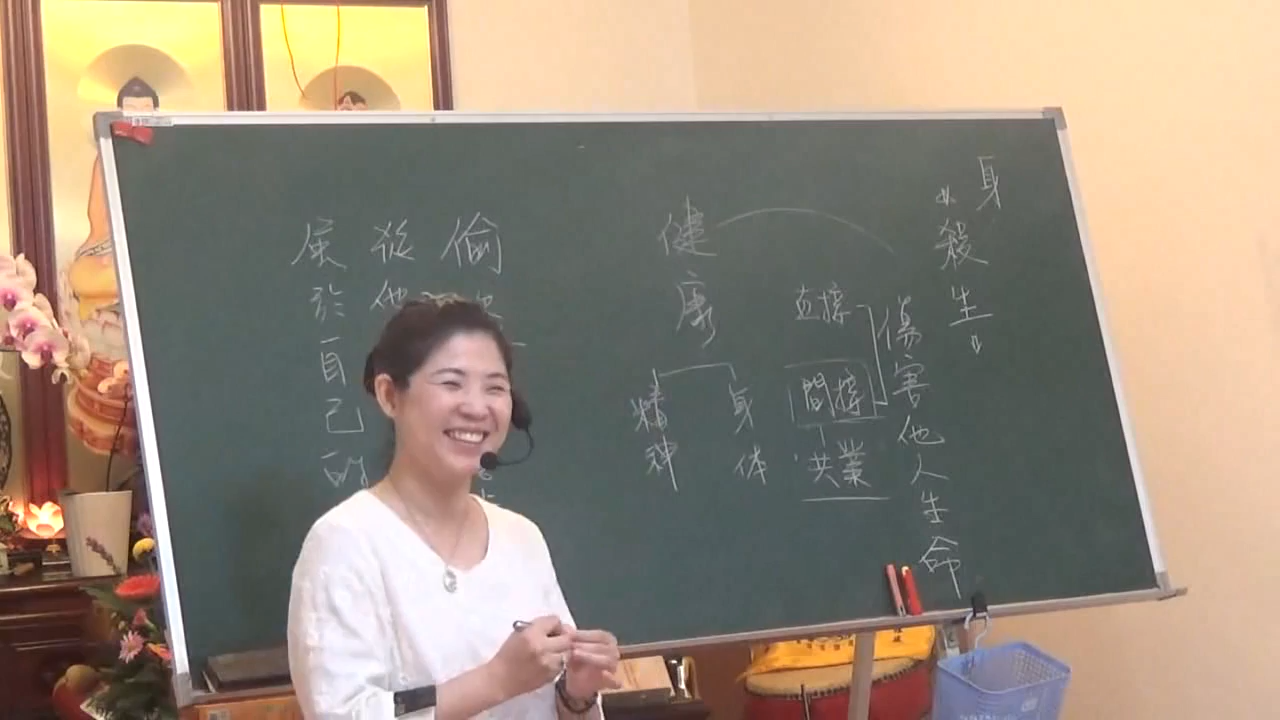 身
殺生
傷害他人生命
直接
間接
共業
健康
身体
精神
偷
從他
於自己的